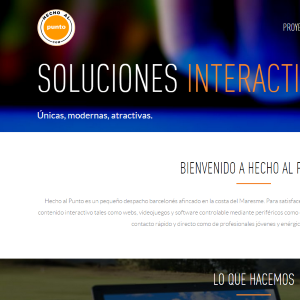 HECHO AL
punto
.COM
PROYE
SOLUCIONES INTERACTI
Únicas, modernas, atractivas.
BIENVENIDO A HECHO AL P
Hecho al Punto es un pequeño despacho barcelonés afincado en la costa del Maresme. Para satisfac
contenido interactivo tales como webs, videojuegos y software controlable mediante periféricos como
contacto rápido y directo como de profesionales jóvenes y enérgic
LO QUE HACEMOS